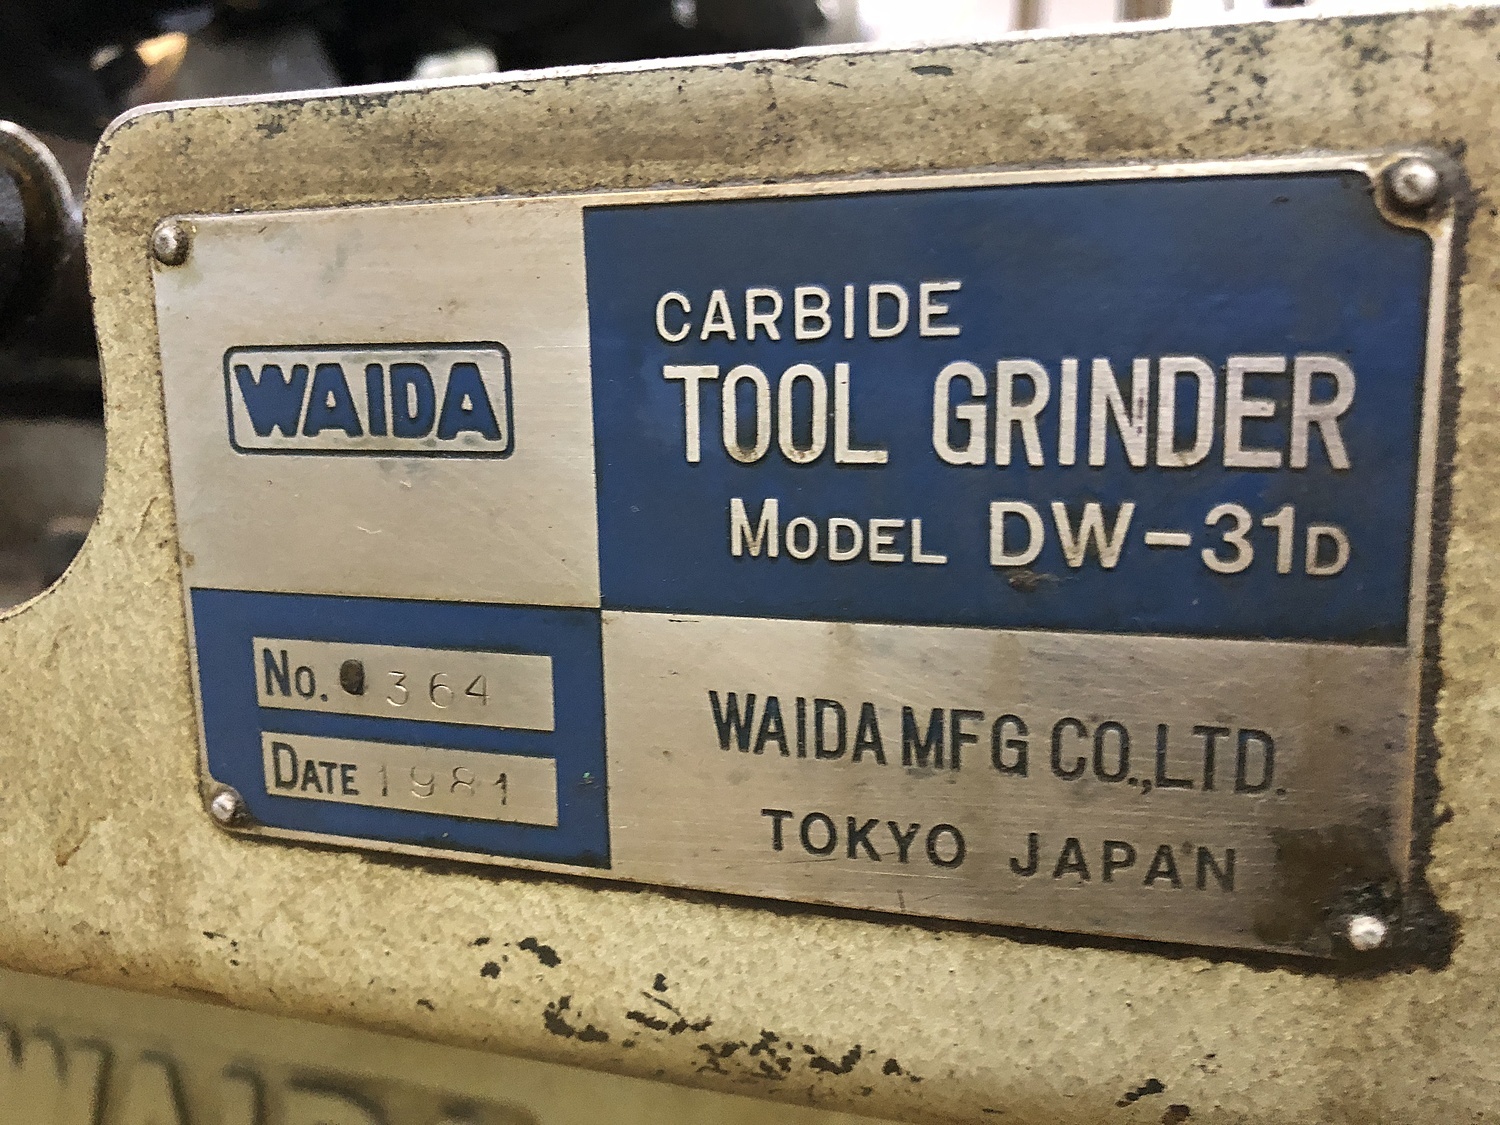 WAIDA
CARBIDE
TOOL GRINDER
MODEL DW-31D
No. 364
DATE 1981
WAIDA MFG CO.,LTD.
TOKYO JAPAN